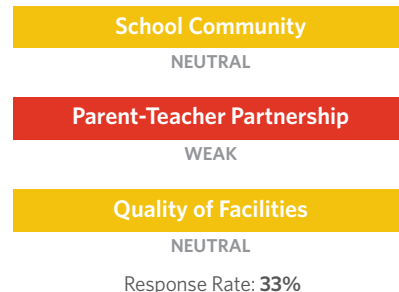 School Community
NEUTRAL
Parent-Teacher Partnership
WEAK
Quality of Facilities
NEUTRAL
Response Rate: 33%